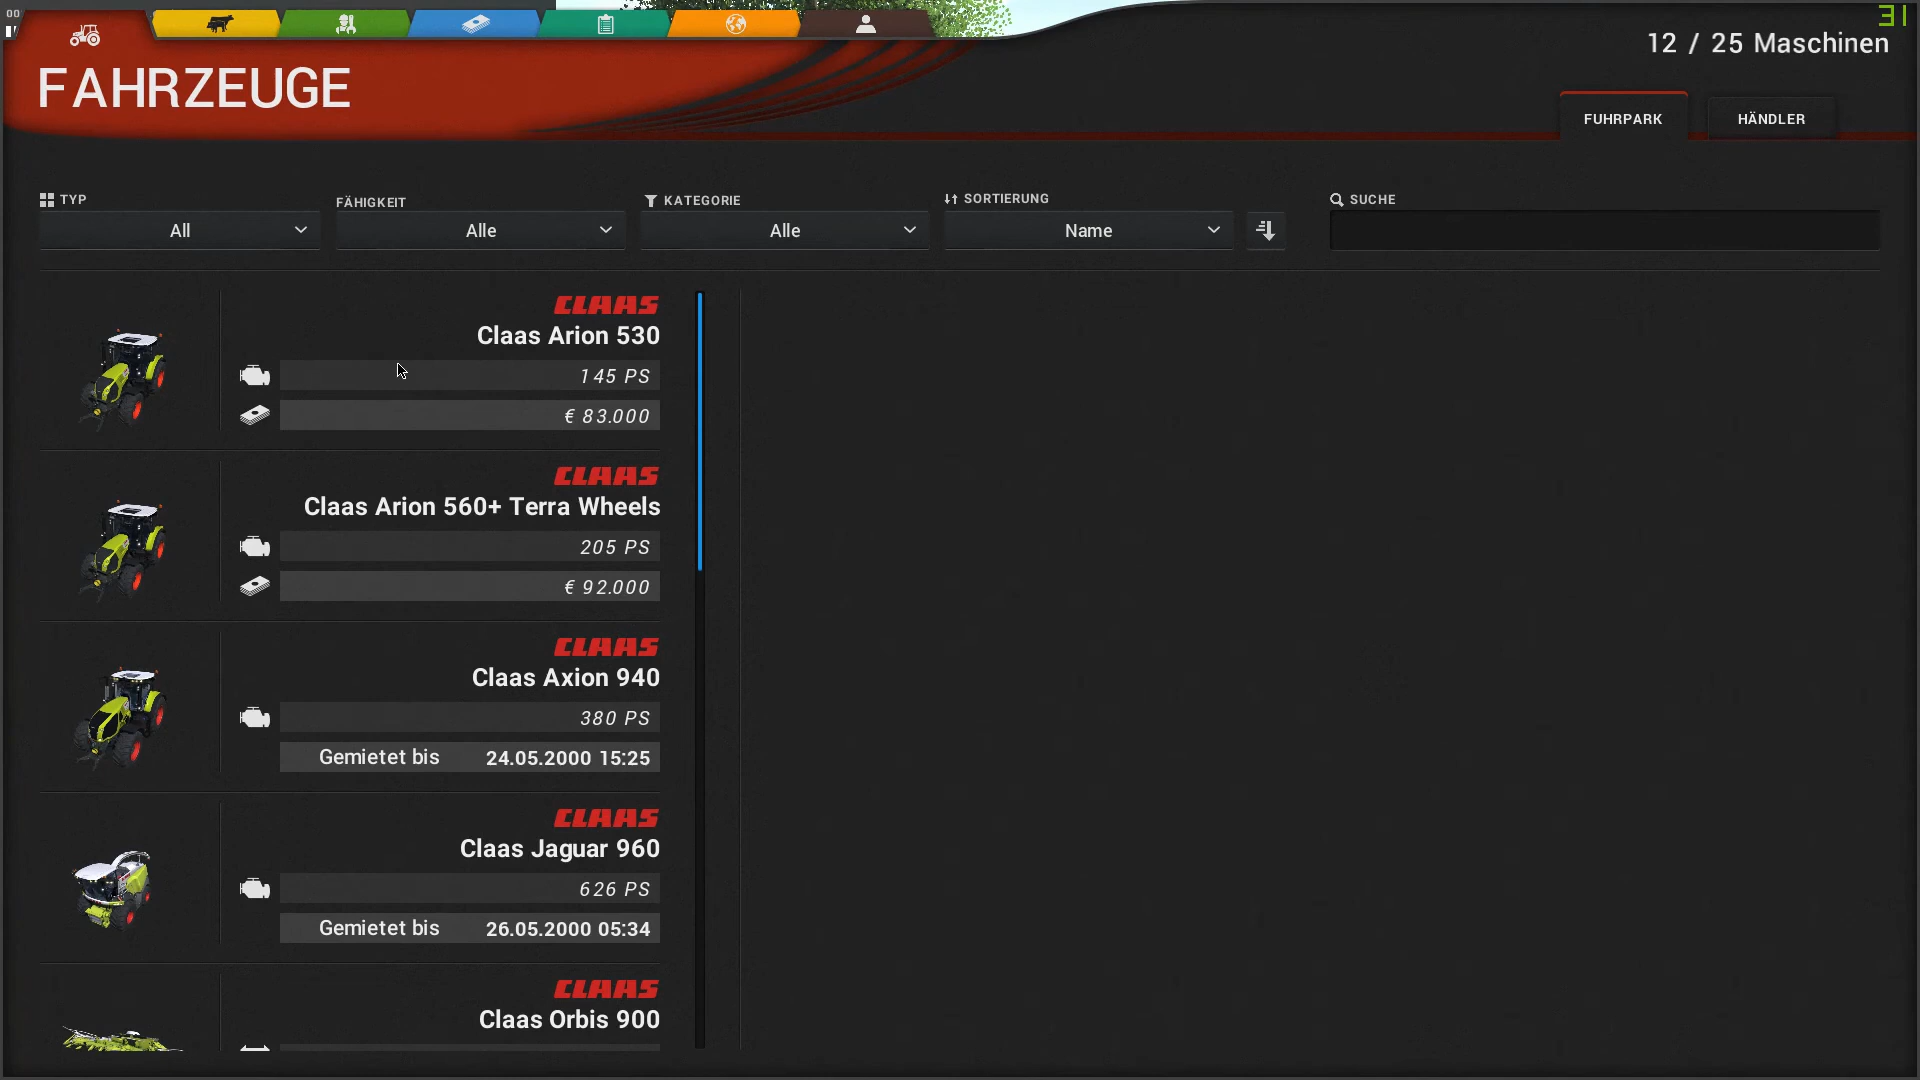 00
31
12 / 25 Maschinen
FAHRZEUGE
FUHRPARK
HÄNDLER
TYP
FÄHIGKEIT
KATEGORIE
SORTIERUNG
SUCHE
All
Alle
Alle
Name
CLAAS
Claas Arion 530
145 PS
€ 83.000
CLAAS
Claas Arion 560+ Terra Wheels
205 PS
€ 92.000
CLAAS
Claas Axion 940
380 PS
Gemietet bis 24.05.2000 15:25
CLAAS
Claas Jaguar 960
626 PS
Gemietet bis 26.05.2000 05:34
CLAAS
Claas Orbis 900